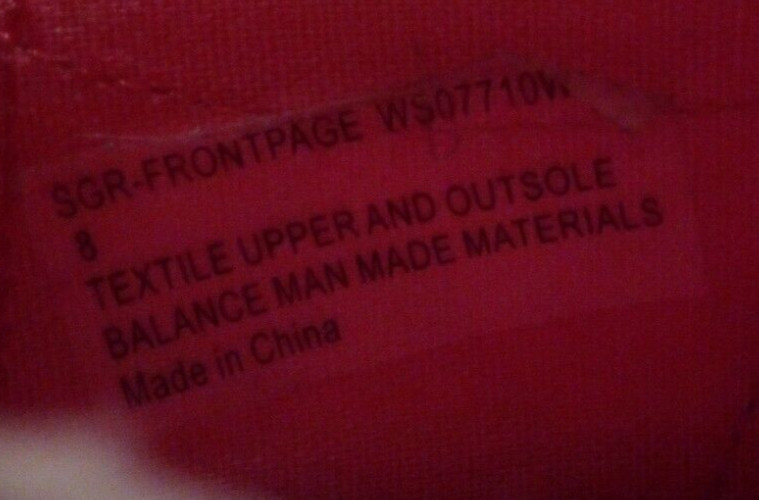 SGR-FRONTPAGE WS07710W
8
TEXTILE UPPER AND OUTSOLE
BALANCE MAN MADE MATERIALS
Made in China